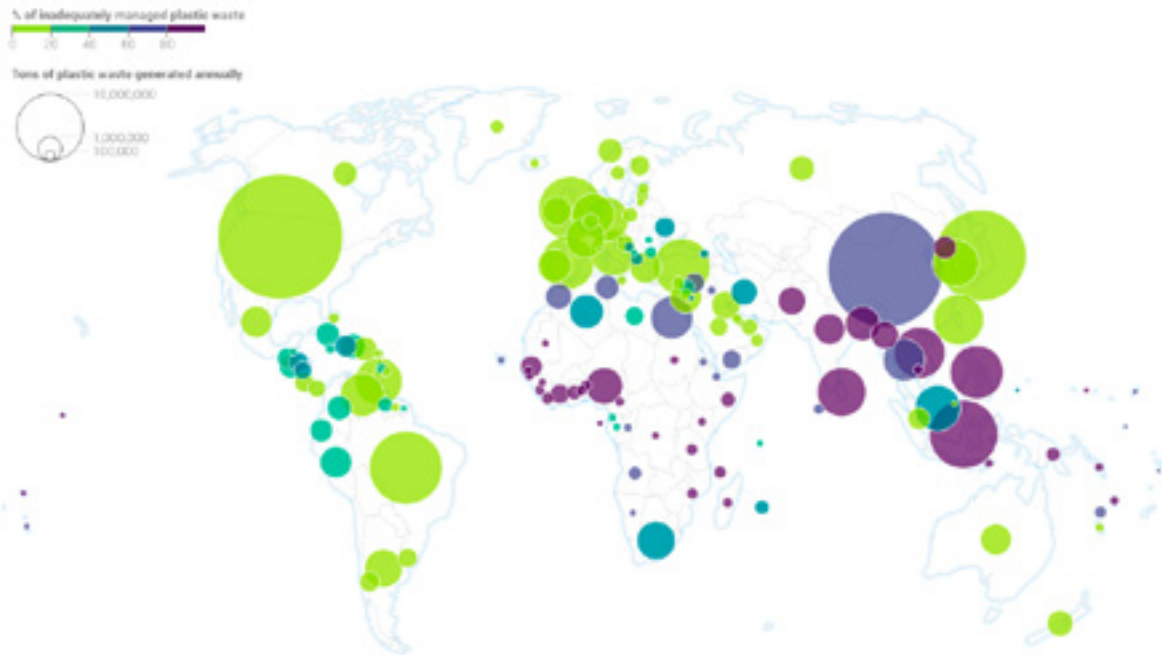 % of inadequately managed plastic waste
0 20 40 60 80
Tons of plastic waste generated annually
10,000,000
1,000,000
100,000